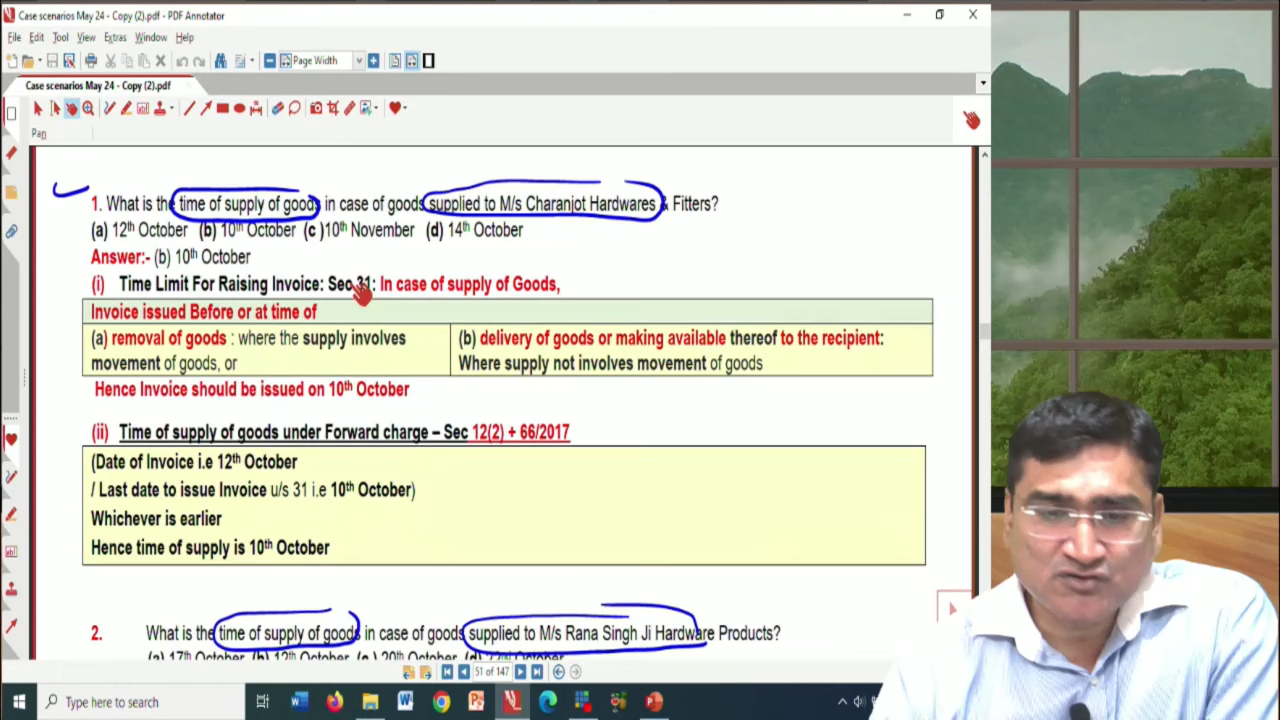 Case scenarios May 24 - Copy (2).pdf - PDF Annotator
File Edit Tool View Extras Window Help
Page Width
Case scenarios May 24 - Copy (2).pdf
Pan
1. What is the time of supply of goods in case of goods supplied to M/s Charanjot Hardwares & Fitters?
(a) 12th October (b) 10th October (c )10th November (d) 14th October
Answer:- (b) 10th October
(i) Time Limit For Raising Invoice: Sec 31: In case of supply of Goods,
Invoice issued Before or at time of
(a) removal of goods : where the supply involves movement of goods, or
(b) delivery of goods or making available thereof to the recipient: Where supply not involves movement of goods
Hence Invoice should be issued on 10th October
(ii) Time of supply of goods under Forward charge – Sec 12(2) + 66/2017
(Date of Invoice i.e 12th October
/ Last date to issue Invoice u/s 31 i.e 10th October)
Whichever is earlier
Hence time of supply is 10th October
2. What is the time of supply of goods in case of goods supplied to M/s Rana Singh Ji Hardware Products?
(a) 17th October (b) 12th October (c ) 20th October (d)
51 of 147
Type here to search